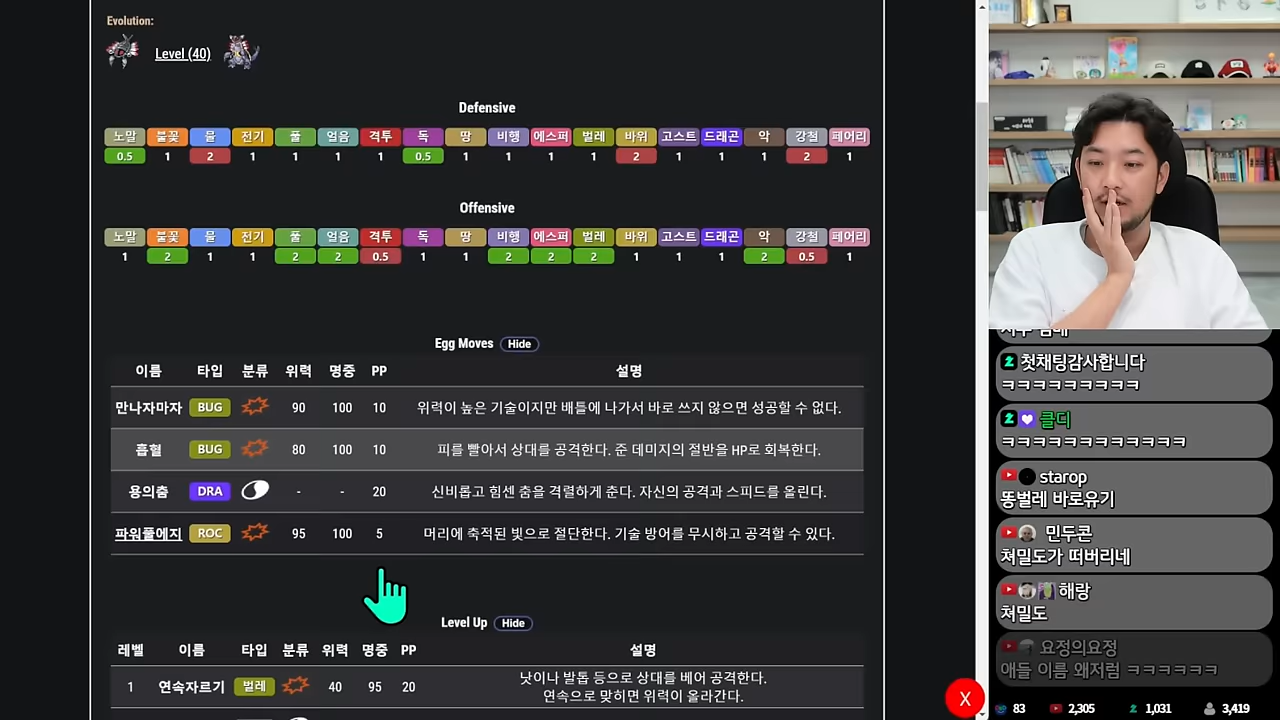 Evolution:
Level (40)
Defensive
노말 불꽃 물 전기 풀 얼음 격투 독 땅 비행 에스퍼 벌레 바위 고스트 드래곤 악 강철 페어리
0.5 1 2 1 1 1 1 0.5 1 1 1 1 2 1 1 1 2 1
Offensive
노말 불꽃 물 전기 풀 얼음 격투 독 땅 비행 에스퍼 벌레 바위 고스트 드래곤 악 강철 페어리
1 2 1 1 2 2 0.5 1 1 2 2 2 1 1 1 2 0.5 1
Egg Moves Hide
이름 타입 분류 위력 명중 PP 설명
만나자마자 BUG 90 100 10 위력이 높은 기술이지만 배틀에 나가서 바로 쓰지 않으면 성공할 수 없다.
흡혈 BUG 80 100 10 피를 빨아서 상대를 공격한다. 준 데미지의 절반을 HP로 회복한다.
용의춤 DRA - - 20 신비롭고 힘센 춤을 격렬하게 춘다. 자신의 공격과 스피드를 올린다.
파워풀에지 ROC 95 100 5 머리에 축적된 빛으로 절단한다. 기술 방어를 무시하고 공격할 수 있다.
Level Up Hide
레벨 이름 타입 분류 위력 명중 PP 설명
1 연속자르기 벌레 40 95 20 낫이나 발톱 등으로 상대를 베어 공격한다.
연속으로 맞히면 위력이 올라간다.
첫채팅감사합니다
ㅋㅋㅋㅋㅋㅋㅋㅋㅋ
클디
ㅋㅋㅋㅋㅋㅋㅋㅋㅋㅋㅋㅋ
starop
똥벌레 바로유기
민두콘
쳐밀도가 떠버리네
해랑
쳐밀도
요정의요정
애들 이름 왜저럼 ㅋㅋㅋㅋㅋㅋ
X
83 2,305 1,031 3,419